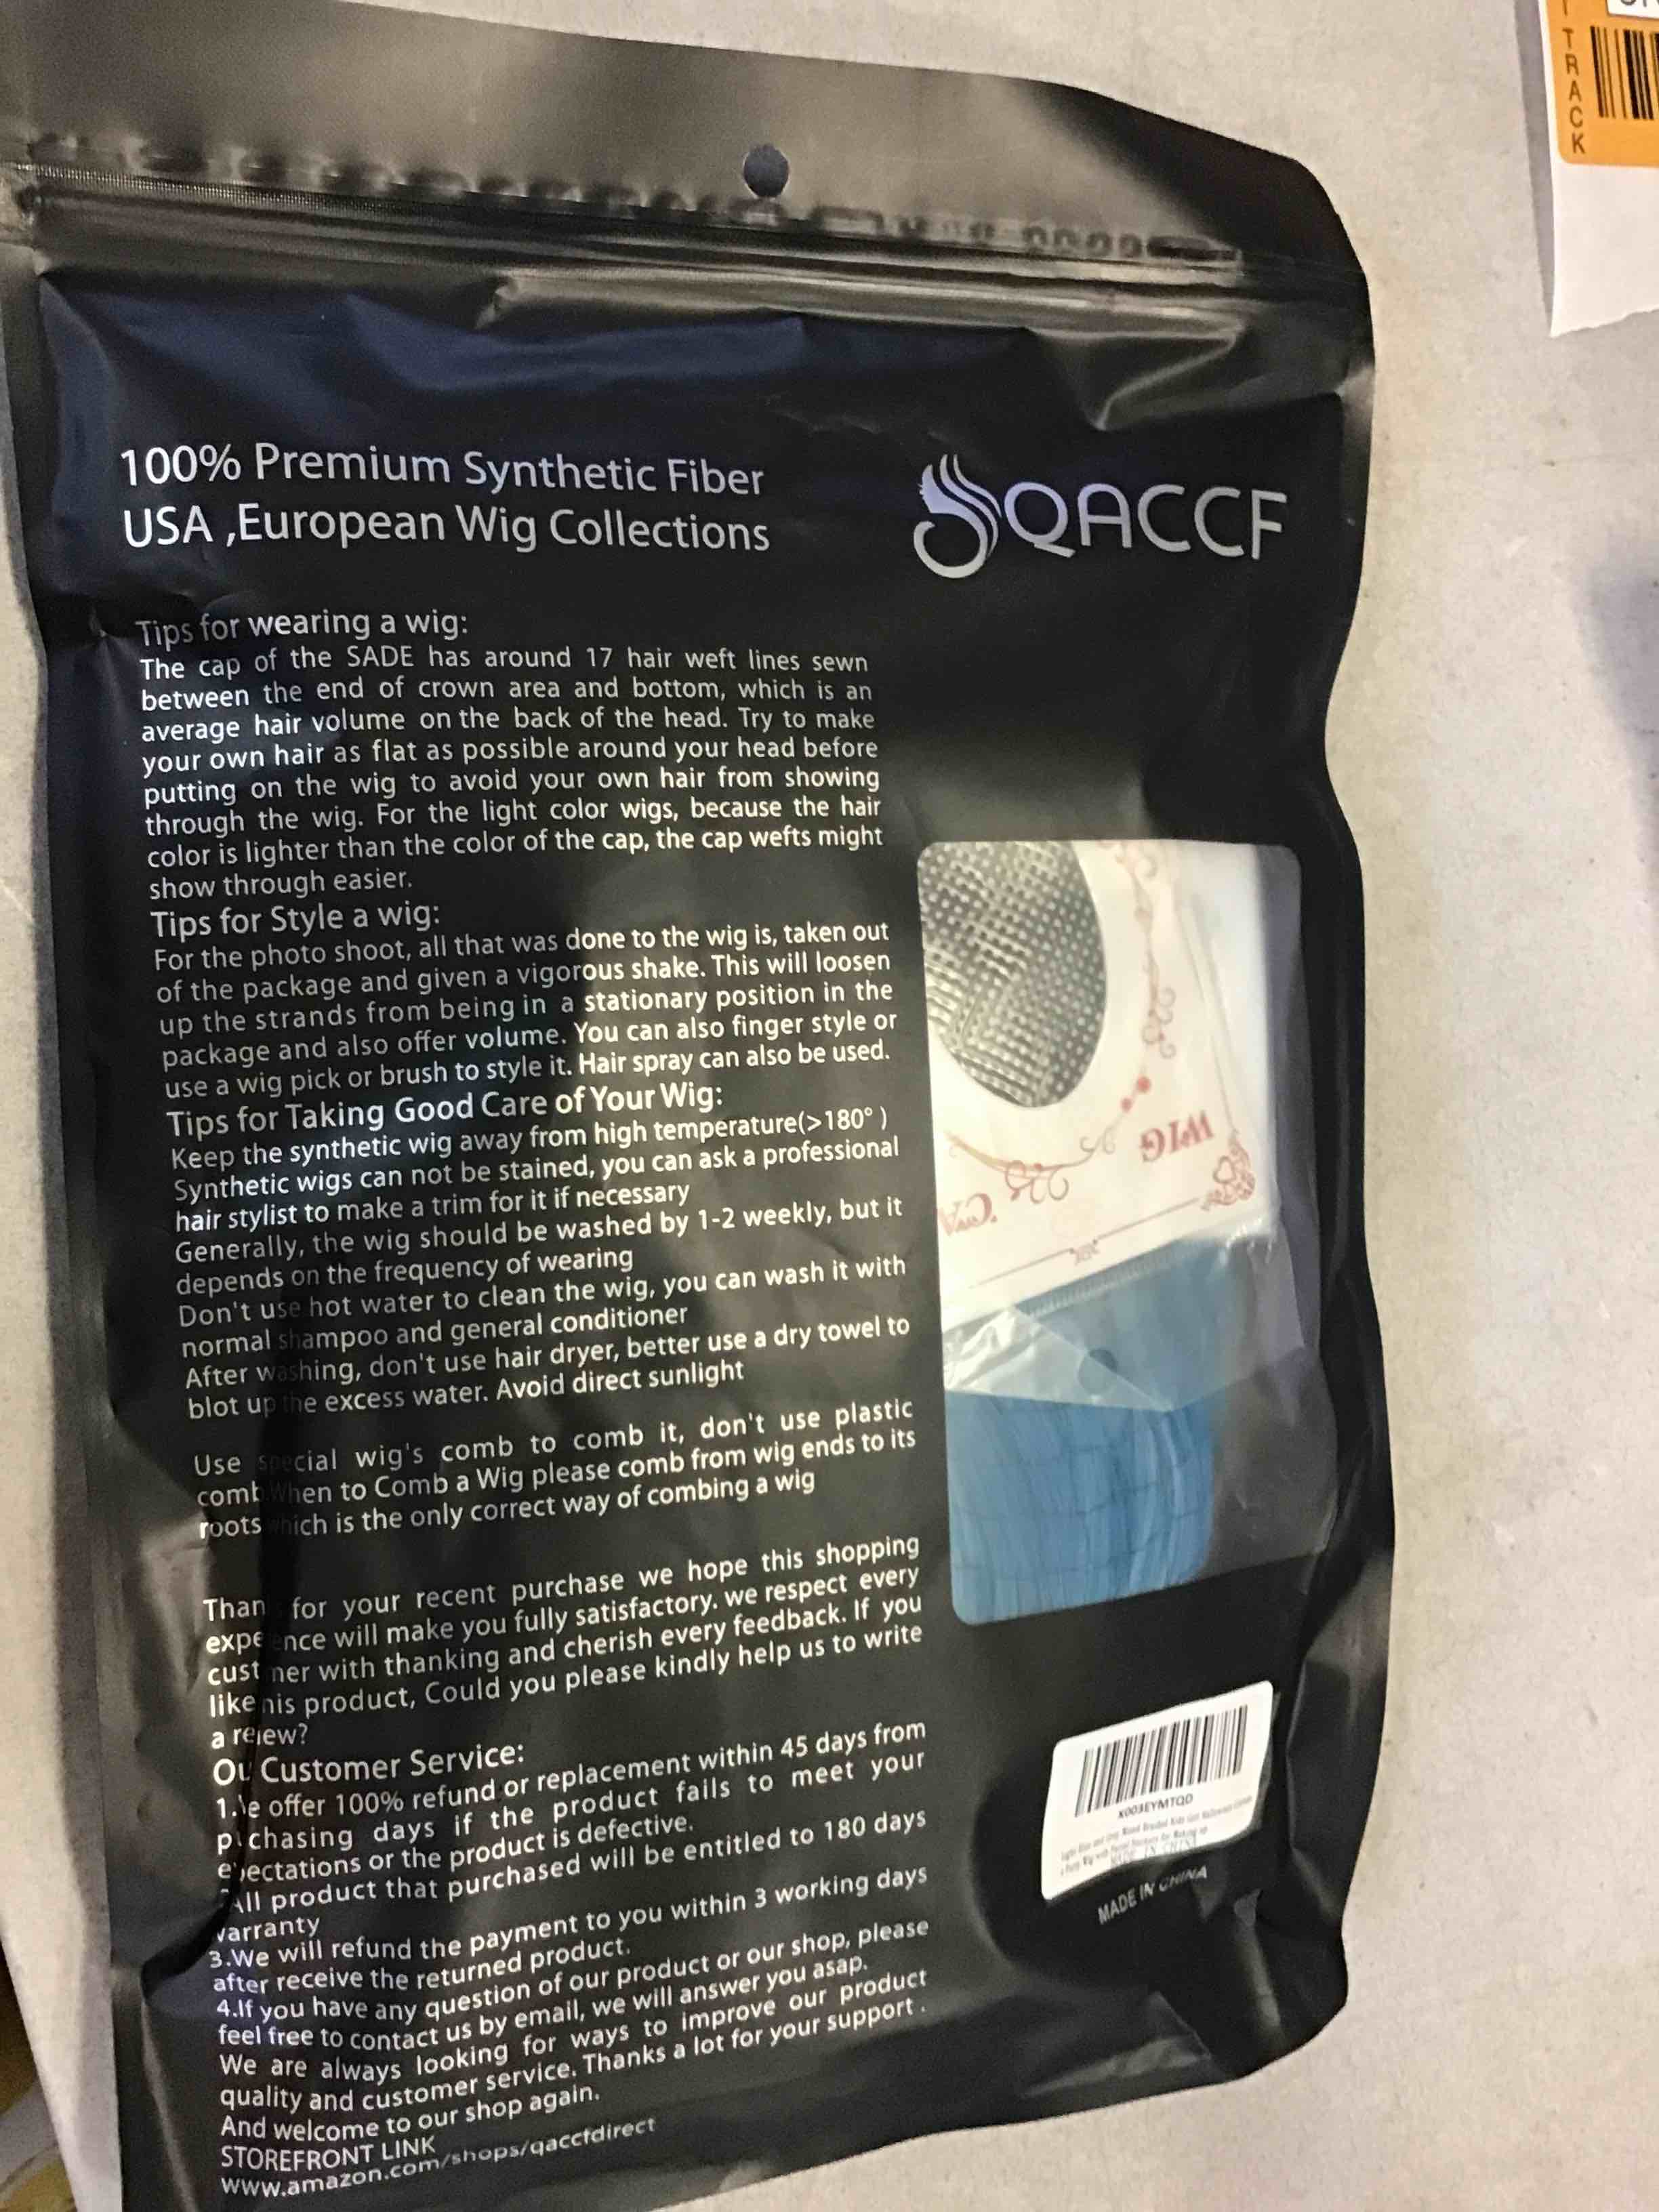 TRACK
100% Premium Synthetic Fiber
USA ,European Wig Collections
QACCF
Tips for wearing a wig:
The cap of the SADE has around 17 hair weft lines sewn
between the end of crown area and bottom, which is an
average hair volume on the back of the head. Try to make
your own hair as flat as possible around your head before
putting on the wig to avoid your own hair from showing
through the wig. For the light color wigs, because the hair
color is lighter than the color of the cap, the cap wefts might
show through easier.
Tips for Style a wig:
For the photo shoot, all that was done to the wig is, taken out
of the package and given a vigorous shake. This will loosen
up the strands from being in a stationary position in the
package and also offer volume. You can also finger style or
use a wig pick or brush to style it. Hair spray can also be used.
Tips for Taking Good Care of Your Wig:
Keep the synthetic wig away from high temperature(>180° )
Synthetic wigs can not be stained, you can ask a professional
hair stylist to make a trim for it if necessary
Generally, the wig should be washed by 1-2 weekly, but it
depends on the frequency of wearing
Don't use hot water to clean the wig, you can wash it with
normal shampoo and general conditioner
After washing, don't use hair dryer, better use a dry towel to
blot up the excess water. Avoid direct sunlight
Use special wig's comb to comb it, don't use plastic
comb When to Comb a Wig please comb from wig ends to its
roots which is the only correct way of combing a wig
Than for your recent purchase we hope this shopping
expe ence will make you fully satisfactory. we respect every
cust mer with thanking and cherish every feedback. If you
like his product, Could you please kindly help us to write
a re iew?
Ou Customer Service:
1. e offer 100% refund or replacement within 45 days from
p chasing days if the product fails to meet your
e pectations or the product is defective.
All product that purchased will be entitled to 180 days
warranty
3.We will refund the payment to you within 3 working days
after receive the returned product.
4.If you have any question of our product or our shop, please
feel free to contact us by email, we will answer you asap.
We are always looking for ways to improve our product
quality and customer service. Thanks a lot for your support .
And welcome to our shop again.
STOREFRONT LINK
www.amazon.com/shops/qaccfdirect
WIG
X003EYMTQD
MADE IN CHINA
MADE IN CHINA